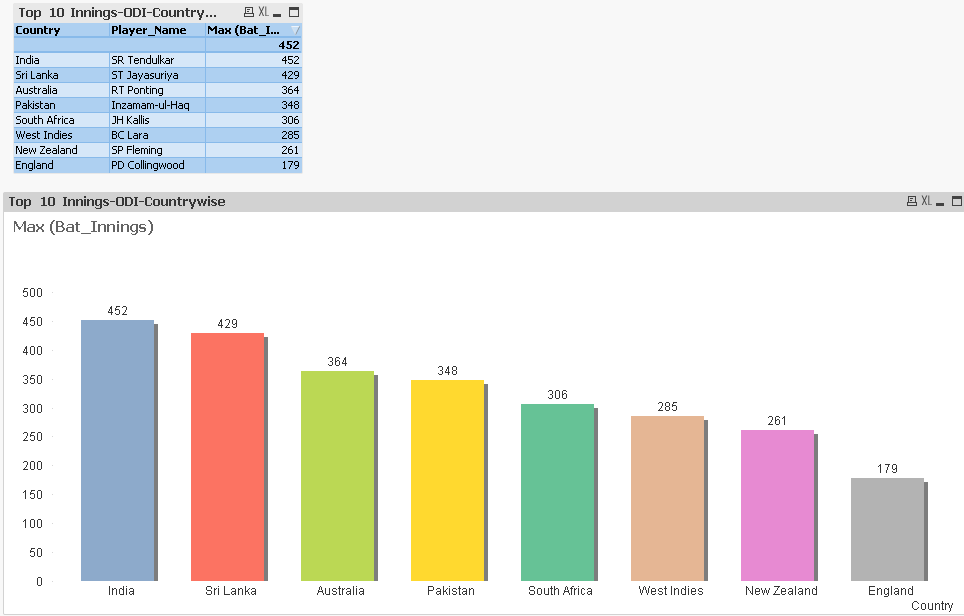 Top 10 Innings-ODI-Country... XL
Country Player_Name Max (Bat_I...
452
India SR Tendulkar 452
Sri Lanka ST Jayasuriya 429
Australia RT Ponting 364
Pakistan Inzamam-ul-Haq 348
South Africa JH Kallis 306
West Indies BC Lara 285
New Zealand SP Fleming 261
England PD Collingwood 179
Top 10 Innings-ODI-Countrywise XL
Max (Bat_Innings)
500
450
400
350
300
250
200
150
100
50
0
452
429
364
348
306
285
261
179
India Sri Lanka Australia Pakistan South Africa West Indies New Zealand England
Country